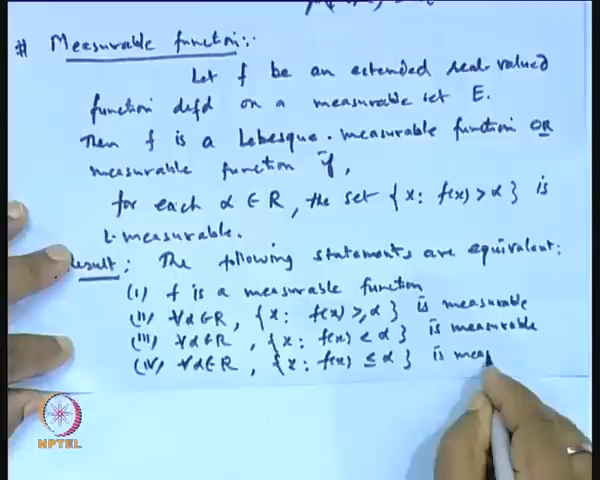 # Measurable function :-
Let f be an extended real-valued
function defd on a measurable set E.
Then f is a Lebesgue-measurable function OR
measurable function if,
for each α ∈ R, the set {x: f(x) > α} is
L-measurable.
Result: The following statements are equivalent:
(i) f is a measurable function
(ii) ∀α∈R, {x: f(x) ≥ α} is measurable
(iii) ∀α∈R, {x: f(x) < α} is measurable
(iv) ∀α∈R, {x: f(x) ≤ α} is meas
NPTEL